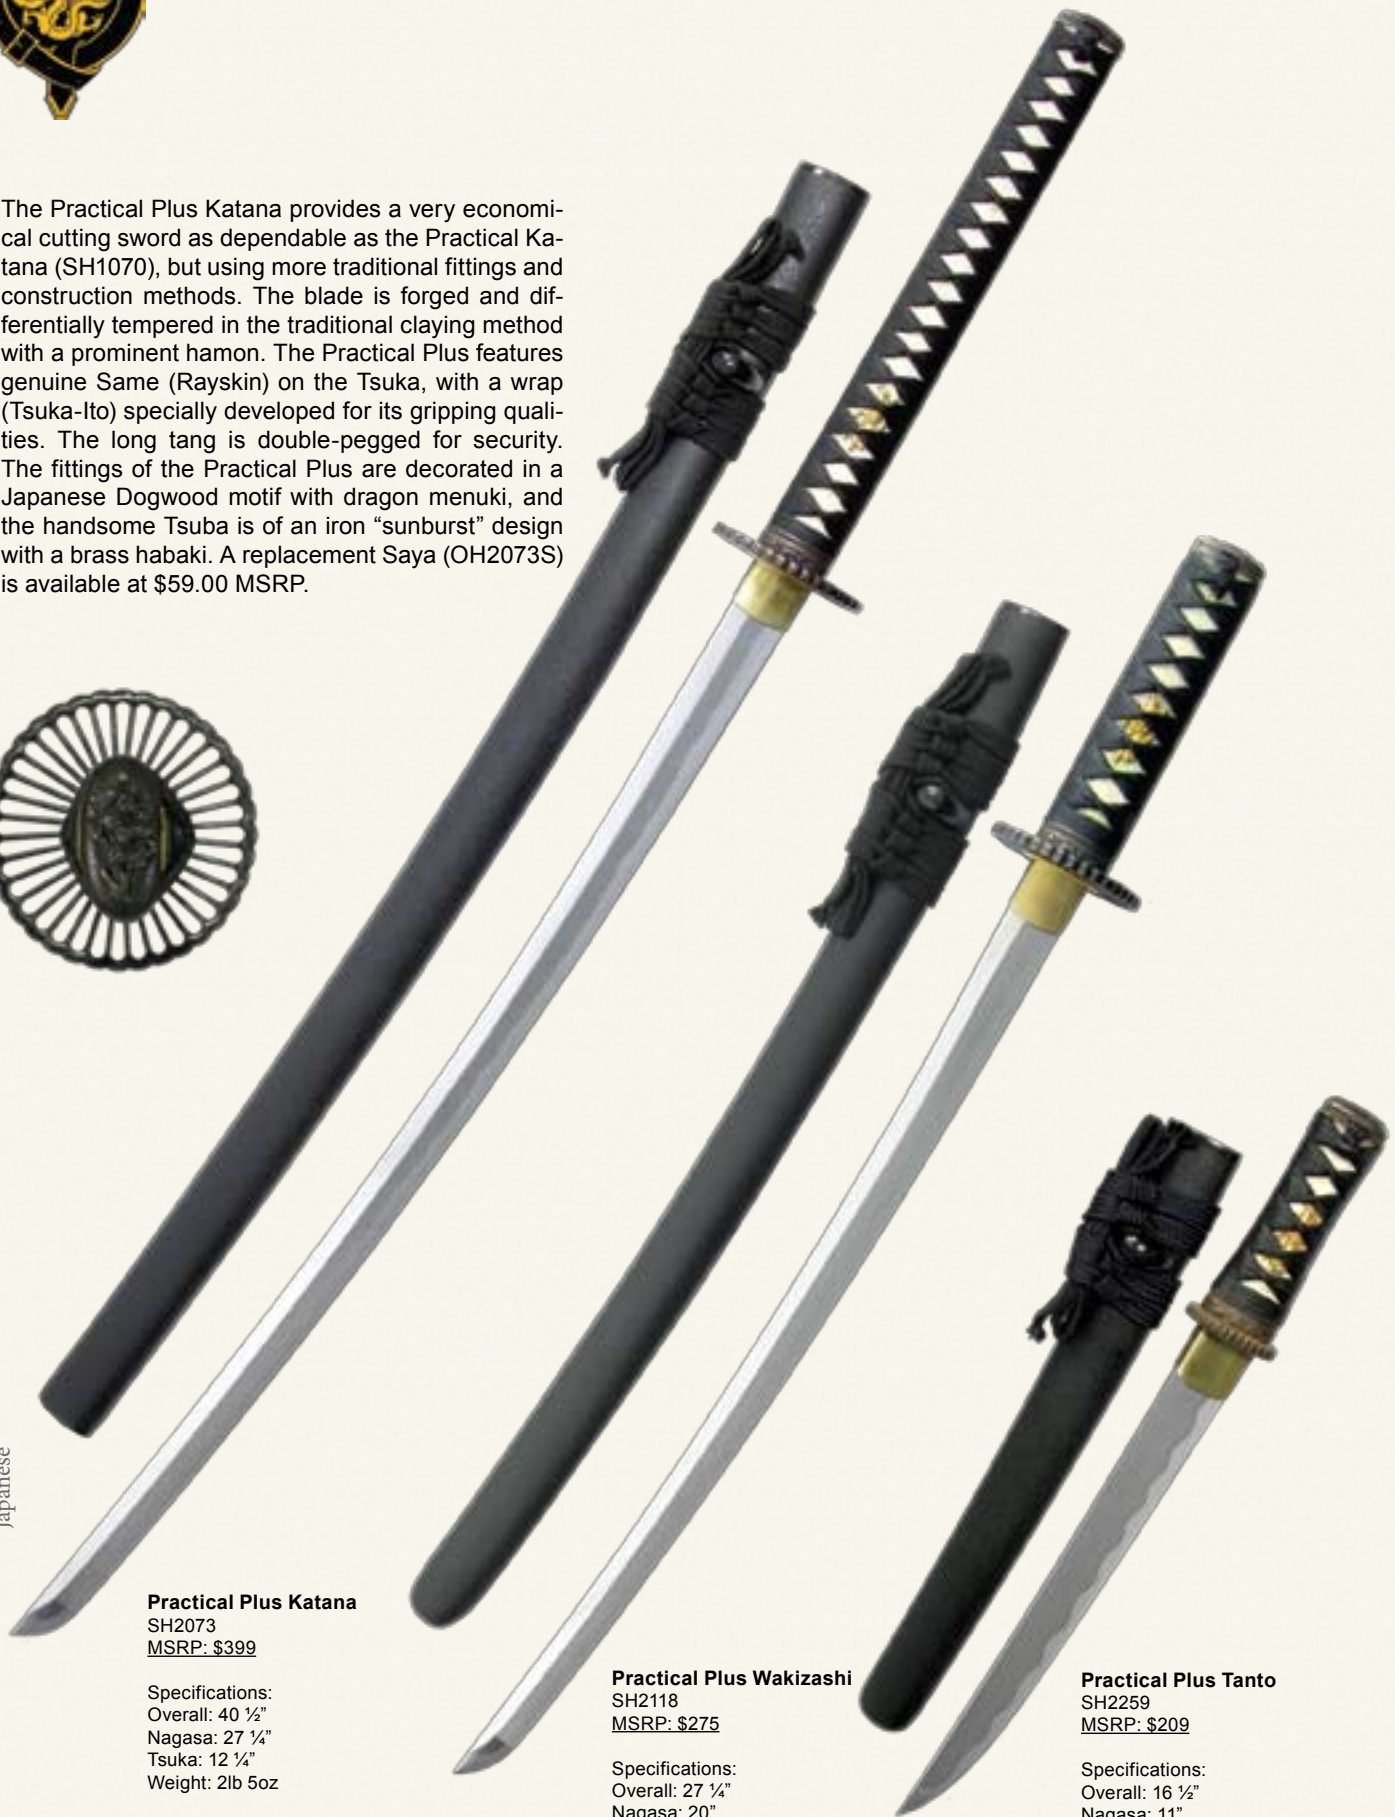 The Practical Plus Katana provides a very economi-
cal cutting sword as dependable as the Practical Ka-
tana (SH1070), but using more traditional fittings and
construction methods. The blade is forged and dif-
ferentially tempered in the traditional claying method
with a prominent hamon. The Practical Plus features
genuine Same (Rayskin) on the Tsuka, with a wrap
(Tsuka-Ito) specially developed for its gripping quali-
ties. The long tang is double-pegged for security.
The fittings of the Practical Plus are decorated in a
Japanese Dogwood motif with dragon menuki, and
the handsome Tsuba is of an iron “sunburst” design
with a brass habaki. A replacement Saya (OH2073S)
is available at $59.00 MSRP.
Japanese
Practical Plus Katana
SH2073
MSRP: $399
Specifications:
Overall: 40 ½”
Nagasa: 27 ¼”
Tsuka: 12 ¼”
Weight: 2lb 5oz
Practical Plus Wakizashi
SH2118
MSRP: $275
Specifications:
Overall: 27 ¼”
Nagasa: 20”
Practical Plus Tanto
SH2259
MSRP: $209
Specifications:
Overall: 16 ½”
Nagasa: 11”